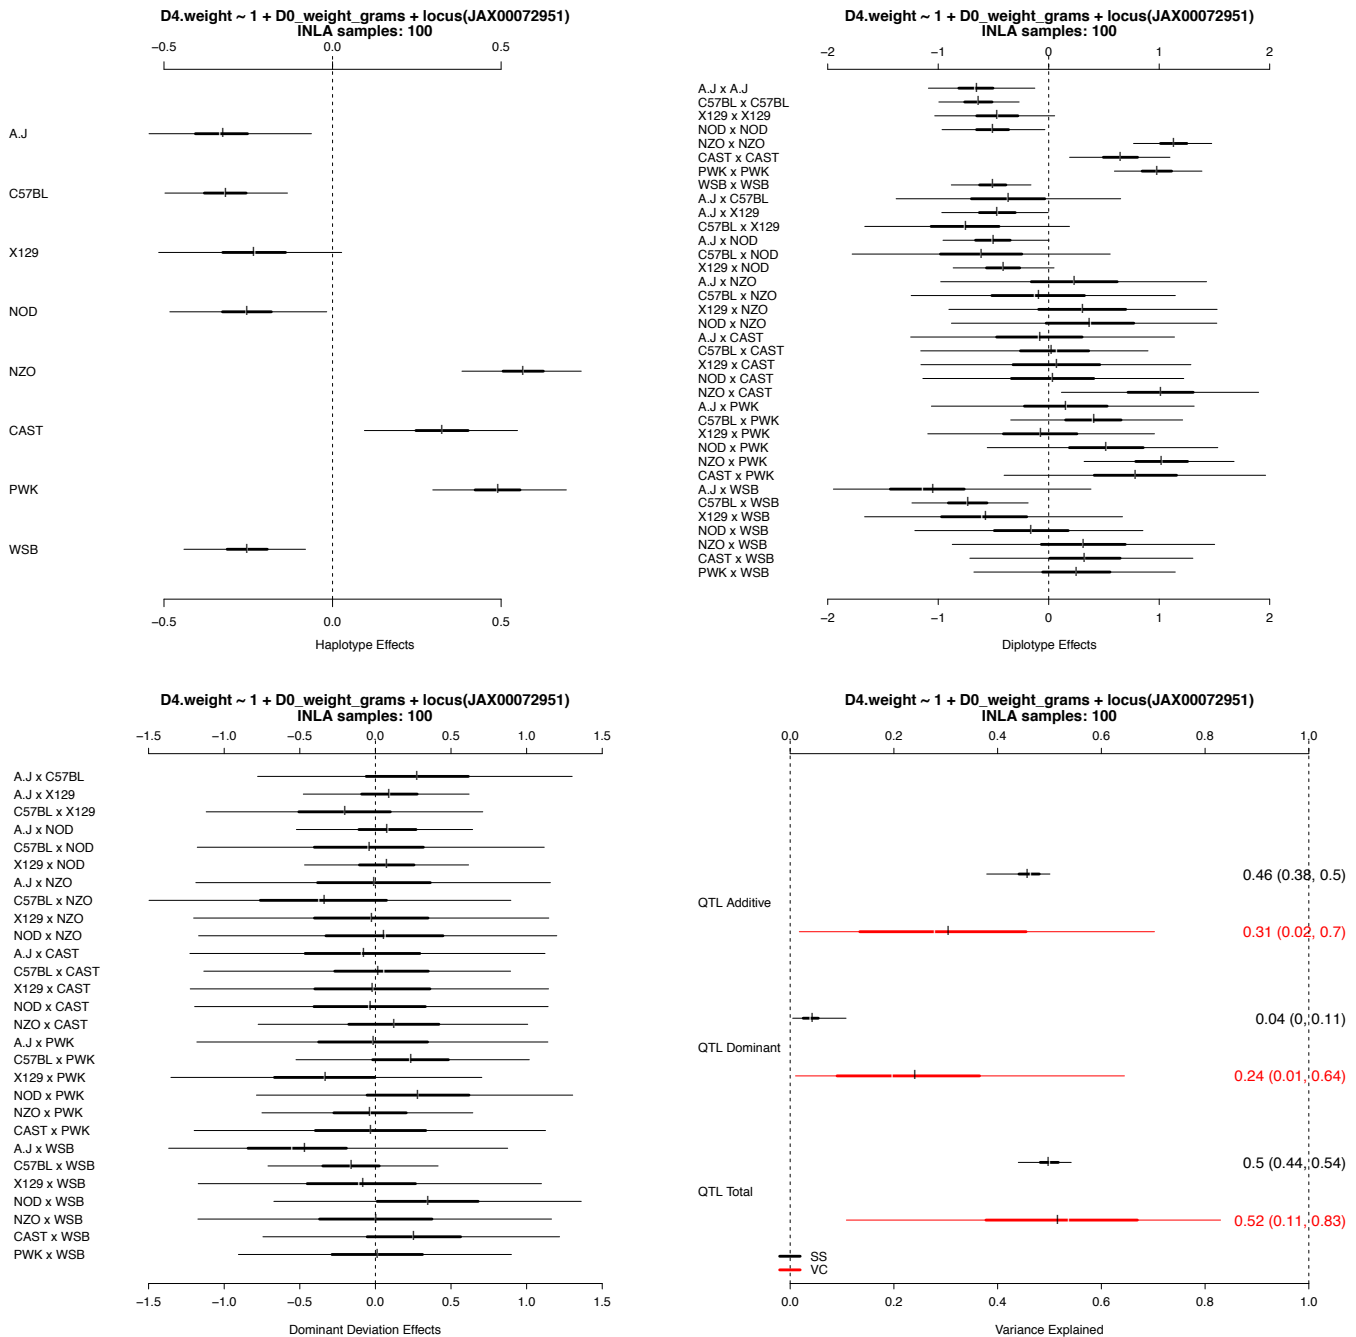 D4.weight ~ 1 + D0_weight_grams + locus(JAX00072951)
INLA samples: 100
−0.5 0.0 0.5
A.J
C57BL
X129
NOD
NZO
CAST
PWK
WSB
−0.5 0.0 0.5
Haplotype Effects
D4.weight ~ 1 + D0_weight_grams + locus(JAX00072951)
INLA samples: 100
−2 −1 0 1 2
A.J x A.J
C57BL x C57BL
X129 x X129
NOD x NOD
NZO x NZO
CAST x CAST
PWK x PWK
WSB x WSB
A.J x C57BL
A.J x X129
C57BL x X129
A.J x NOD
C57BL x NOD
X129 x NOD
A.J x NZO
C57BL x NZO
X129 x NZO
NOD x NZO
A.J x CAST
C57BL x CAST
X129 x CAST
NOD x CAST
NZO x CAST
A.J x PWK
C57BL x PWK
X129 x PWK
NOD x PWK
NZO x PWK
CAST x PWK
A.J x WSB
C57BL x WSB
X129 x WSB
NOD x WSB
NZO x WSB
CAST x WSB
PWK x WSB
−2 −1 0 1 2
Diplotype Effects
D4.weight ~ 1 + D0_weight_grams + locus(JAX00072951)
INLA samples: 100
−1.5 −1.0 −0.5 0.0 0.5 1.0 1.5
A.J x C57BL
A.J x X129
C57BL x X129
A.J x NOD
C57BL x NOD
X129 x NOD
A.J x NZO
C57BL x NZO
X129 x NZO
NOD x NZO
A.J x CAST
C57BL x CAST
X129 x CAST
NOD x CAST
NZO x CAST
A.J x PWK
C57BL x PWK
X129 x PWK
NOD x PWK
NZO x PWK
CAST x PWK
A.J x WSB
C57BL x WSB
X129 x WSB
NOD x WSB
NZO x WSB
CAST x WSB
PWK x WSB
−1.5 −1.0 −0.5 0.0 0.5 1.0 1.5
Dominant Deviation Effects
D4.weight ~ 1 + D0_weight_grams + locus(JAX00072951)
INLA samples: 100
0.0 0.2 0.4 0.6 0.8 1.0
0.46 (0.38, 0.5)
QTL Additive
0.31 (0.02, 0.7)
0.04 (0, 0.11)
QTL Dominant
0.24 (0.01, 0.64)
0.5 (0.44, 0.54)
QTL Total
0.52 (0.11, 0.83)
SS
VC
0.0 0.2 0.4 0.6 0.8 1.0
Variance Explained